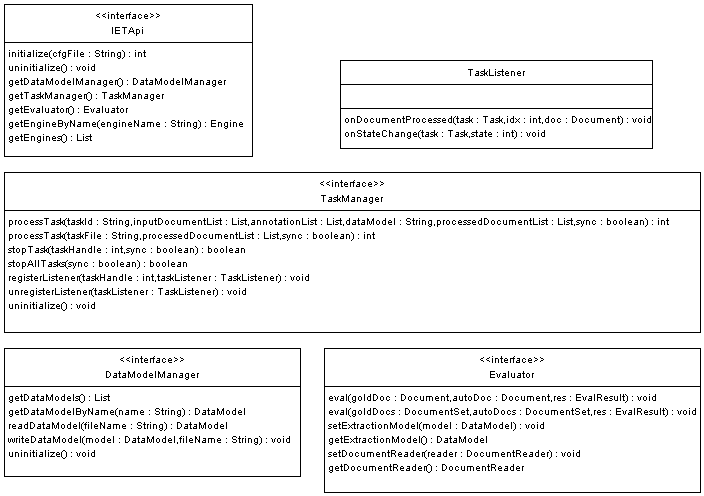 <<interface>>
IETApi
initialize(cfgFile : String) : int
uninitialize() : void
getDataModelManager() : DataModelManager
getTaskManager() : TaskManager
getEvaluator() : Evaluator
getEngineByName(engineName : String) : Engine
getEngines() : List
TaskListener
onDocumentProcessed(task : Task,idx : int,doc : Document) : void
onStateChange(task : Task,state : int) : void
<<interface>>
TaskManager
processTask(taskId : String,inputDocumentList : List,annotationList : List,dataModel : String,processedDocumentList : List,sync : boolean) : int
processTask(taskFile : String,processedDocumentList : List,sync : boolean) : int
stopTask(taskHandle : int,sync : boolean) : boolean
stopAllTasks(sync : boolean) : boolean
registerListener(taskHandle : int,taskListener : TaskListener) : void
unregisterListener(taskListener : TaskListener) : void
uninitialize() : void
<<interface>>
DataModelManager
getDataModels() : List
getDataModelByName(name : String) : DataModel
readDataModel(fileName : String) : DataModel
writeDataModel(model : DataModel,fileName : String) : void
uninitialize() : void
<<interface>>
Evaluator
eval(goldDoc : Document,autoDoc : Document,res : EvalResult) : void
eval(goldDocs : DocumentSet,autoDocs : DocumentSet,res : EvalResult) : void
setExtractionModel(model : DataModel) : void
getExtractionModel() : DataModel
setDocumentReader(reader : DocumentReader) : void
getDocumentReader() : DocumentReader